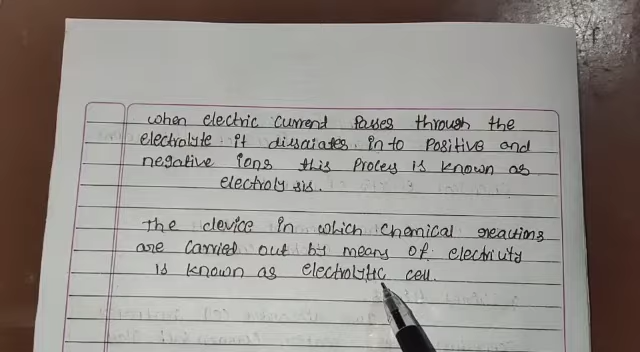 when electric current Passes through the
electrolyte it dissaiates in to Positive and
negative ions this Process is known as
electrolysis.
The device in which chemical reactions
are carried out by means of electricity
is known as electrolytic cell.